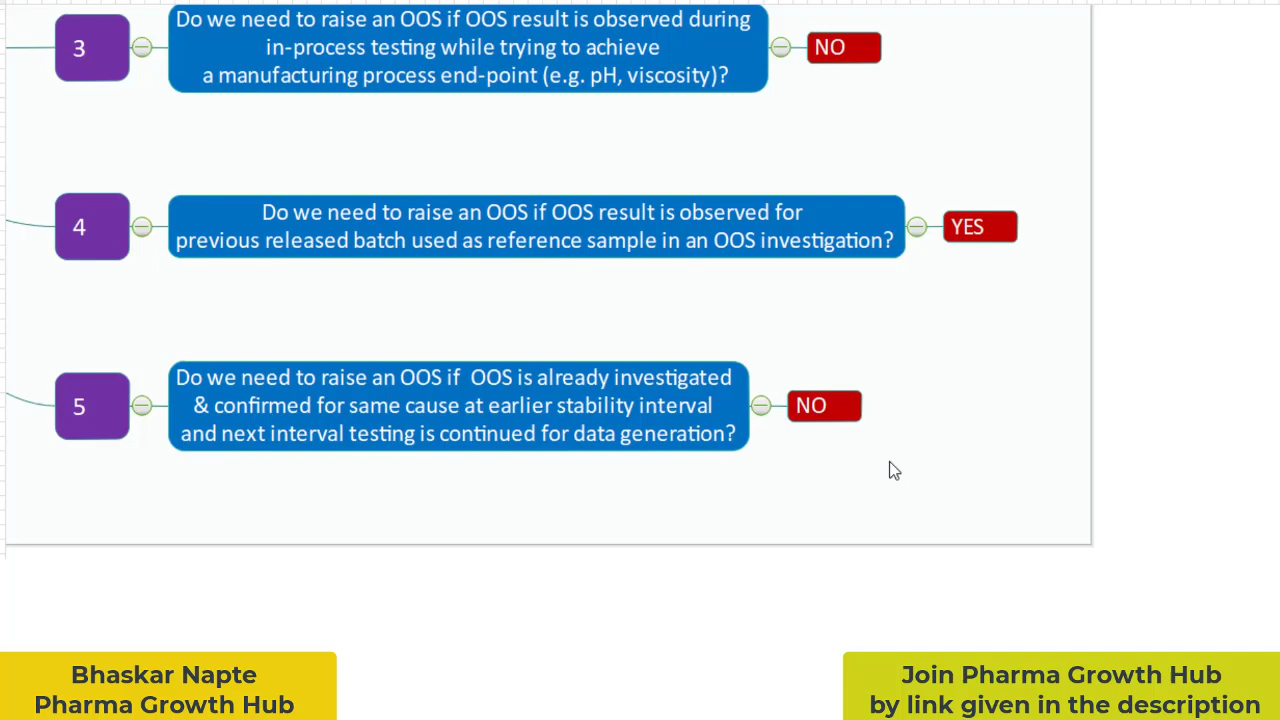 3
Do we need to raise an OOS if OOS result is observed during
in-process testing while trying to achieve
a manufacturing process end-point (e.g. pH, viscosity)?
NO
4
Do we need to raise an OOS if OOS result is observed for
previous released batch used as reference sample in an OOS investigation?
YES
5
Do we need to raise an OOS if  OOS is already investigated
& confirmed for same cause at earlier stability interval
and next interval testing is continued for data generation?
NO
Bhaskar Napte
Pharma Growth Hub
Join Pharma Growth Hub
by link given in the description